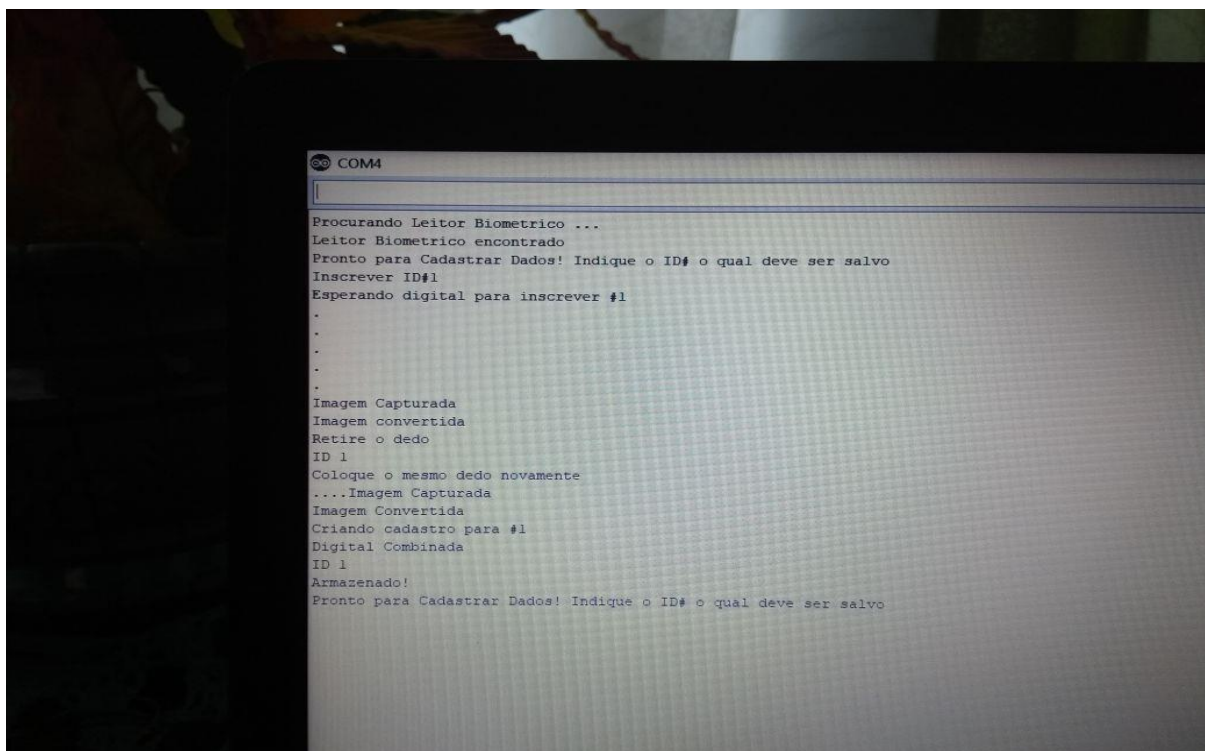 COM4
Procurando Leitor Biometrico ...
Leitor Biometrico encontrado
Pronto para Cadastrar Dados! Indique o ID# o qual deve ser salvo
Inscrever ID#1
Esperando digital para inscrever #1
.
.
.
.
.
Imagem Capturada
Imagem convertida
Retire o dedo
ID 1
Coloque o mesmo dedo novamente
....Imagem Capturada
Imagem Convertida
Criando cadastro para #1
Digital Combinada
ID 1
Armazenado!
Pronto para Cadastrar Dados! Indique o ID# o qual deve ser salvo